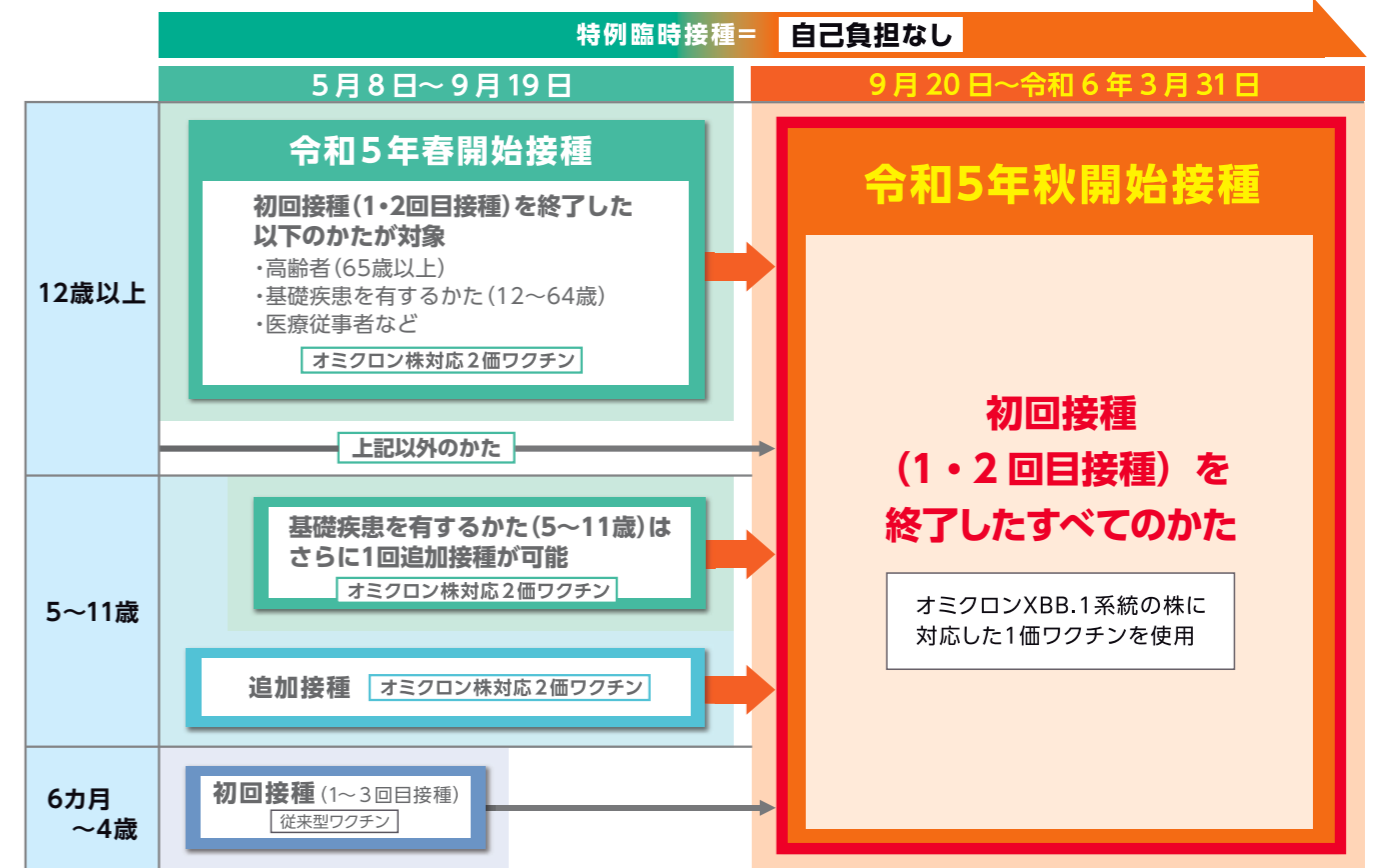 特例臨時接種＝ 自己負担なし
5月8日～9月19日
9月20日～令和6年3月31日
12歳以上
令和5年春開始接種
初回接種（1・2回目接種）を終了した
以下のかたが対象
・高齢者（65歳以上）
・基礎疾患を有するかた（12～64歳）
・医療従事者など
オミクロン株対応2価ワクチン
上記以外のかた
5～11歳
基礎疾患を有するかた（5～11歳）は
さらに1回追加接種が可能
オミクロン株対応2価ワクチン
追加接種 オミクロン株対応2価ワクチン
6カ月
～4歳
初回接種（1～3回目接種）
従来型ワクチン
令和5年秋開始接種
初回接種
（1・2回目接種）を
終了したすべてのかた
オミクロンXBB.1系統の株に
対応した1価ワクチンを使用